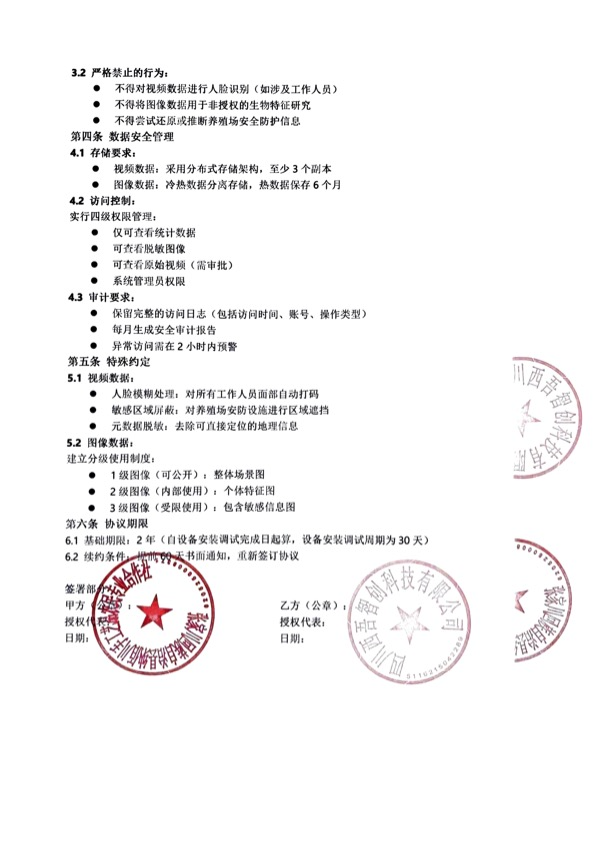 3.2 严格禁止的行为：
● 不得对视频数据进行人脸识别（如涉及工作人员）
● 不得将图像数据用于非授权的生物特征研究
● 不得尝试还原或推断养殖场安全防护信息
第四条 数据安全管理
4.1 存储要求：
● 视频数据：采用分布式存储架构，至少 3 个副本
● 图像数据：冷热数据分离存储，热数据保存 6 个月
4.2 访问控制：
实行四级权限管理：
● 仅可查看统计数据
● 可查看脱敏图像
● 可查看原始视频（需审批）
● 系统管理员权限
4.3 审计要求：
● 保留完整的访问日志（包括访问时间、账号、操作类型）
● 每月生成安全审计报告
● 异常访问需在 2 小时内预警
第五条 特殊约定
5.1 视频数据：
● 人脸模糊处理：对所有工作人员面部自动打码
● 敏感区域屏蔽：对养殖场安防设施进行区域遮挡
● 元数据脱敏：去除可直接定位的地理信息
5.2 图像数据：
建立分级使用制度：
● 1 级图像（可公开）：整体场景图
● 2 级图像（内部使用）：个体特征图
● 3 级图像（受限使用）：包含敏感信息图
第六条 协议期限
6.1 基础期限：2 年（自设备安装调试完成日起算，设备安装调试周期为 30 天）
6.2 续约条件：提前 60 天书面通知，重新签订协议
签署部分
甲方（公章）：
授权代表：
日期：
乙方（公章）：
授权代表：
日期：
四川西吾智创科技有限公司
川西吾智创科技有限
专业合作社